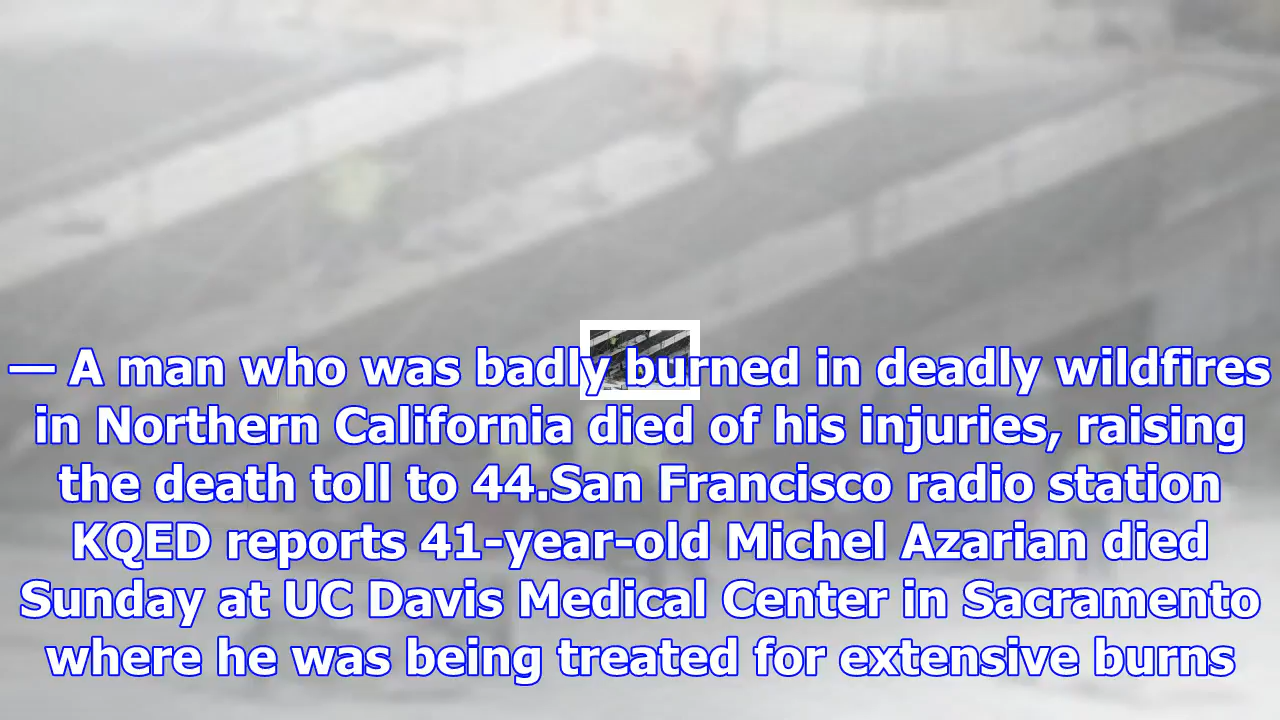 — A man who was badly burned in deadly wildfires
in Northern California died of his injuries, raising
the death toll to 44.San Francisco radio station
KQED reports 41-year-old Michel Azarian died
Sunday at UC Davis Medical Center in Sacramento
where he was being treated for extensive burns